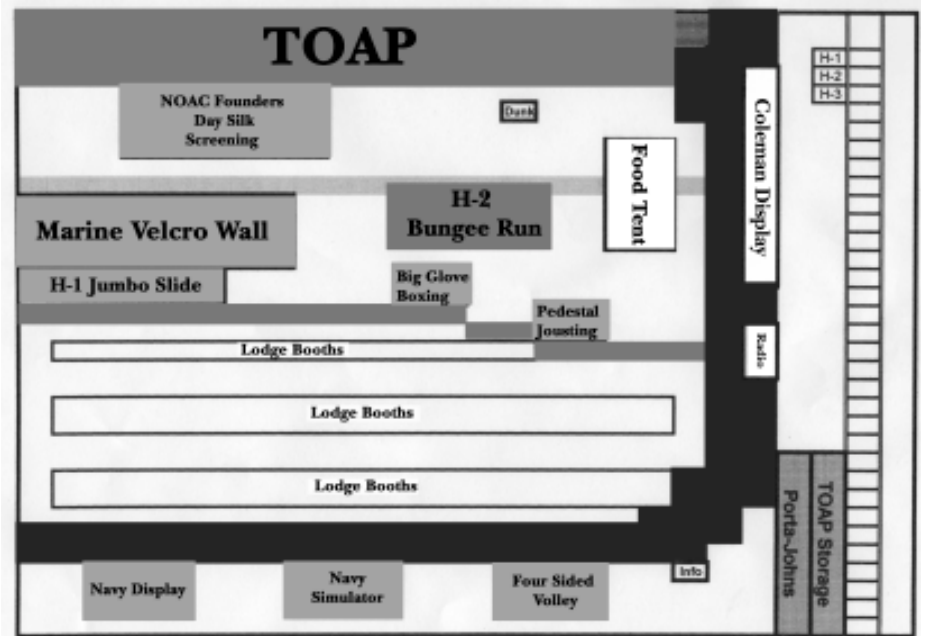 TOAP
NOAC Founders
Day Silk
Screening
Dunk
H-1
H-2
H-3
Coleman Display
Food Tent
H-2
Bungee Run
Marine Velcro Wall
H-1 Jumbo Slide
Big Glove
Boxing
Pedestal
Jousting
Radio
Lodge Booths
Lodge Booths
Lodge Booths
TOAP Storage
Porta-Johns
Info
Navy Display
Navy
Simulator
Four Sided
Volley